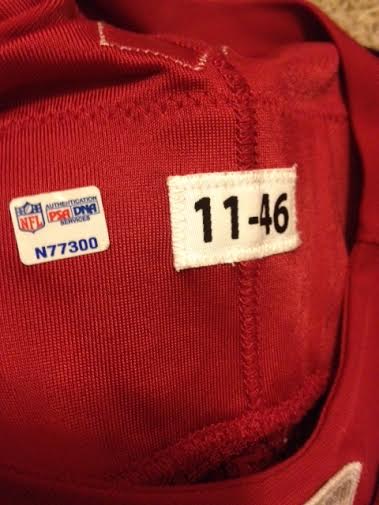 NFL
AUTHENTICATION
PSA DNA
SERVICES
N77300
11-46